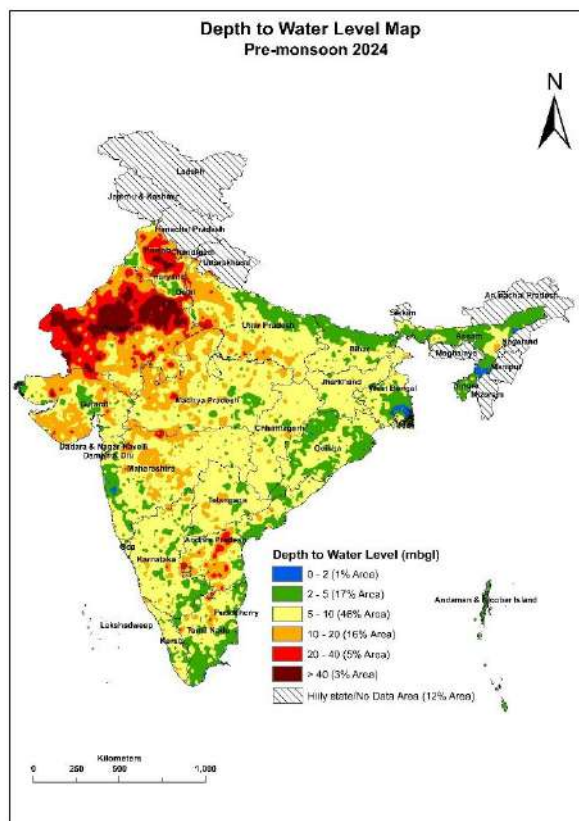 Depth to Water Level Map
Pre-monsoon 2024
N
Ladakh
Jammu & Kashmir
Himachal Pradesh
Chandigarh
Uttarakhand
Delhi
Arunachal Pradesh
Sikkim
Uttar Pradesh
Assam
Nagaland
Bihar
Meghalaya
Manipur
Jharkhand
Tripura
Mizoram
West Bengal
Gujarat
Madhya Pradesh
Chhattisgarh
Odisha
Dadara & Nagar Havelli
Daman & Diu
Maharashtra
Telangana
Goa
Andhra Pradesh
Karnataka
Depth to Water Level (mbgl)
0 - 2 (1% Area)
2 - 5 (17% Area)
5 - 10 (46% Area)
10 - 20 (16% Area)
20 - 40 (5% Area)
> 40 (3% Area)
Hilly state/No Data Area (12% Area)
Puducherry
Lakshadweep
Tamil Nadu
Kerala
Andaman & Nicobar Island
Kilometers
0 250 500 1,000